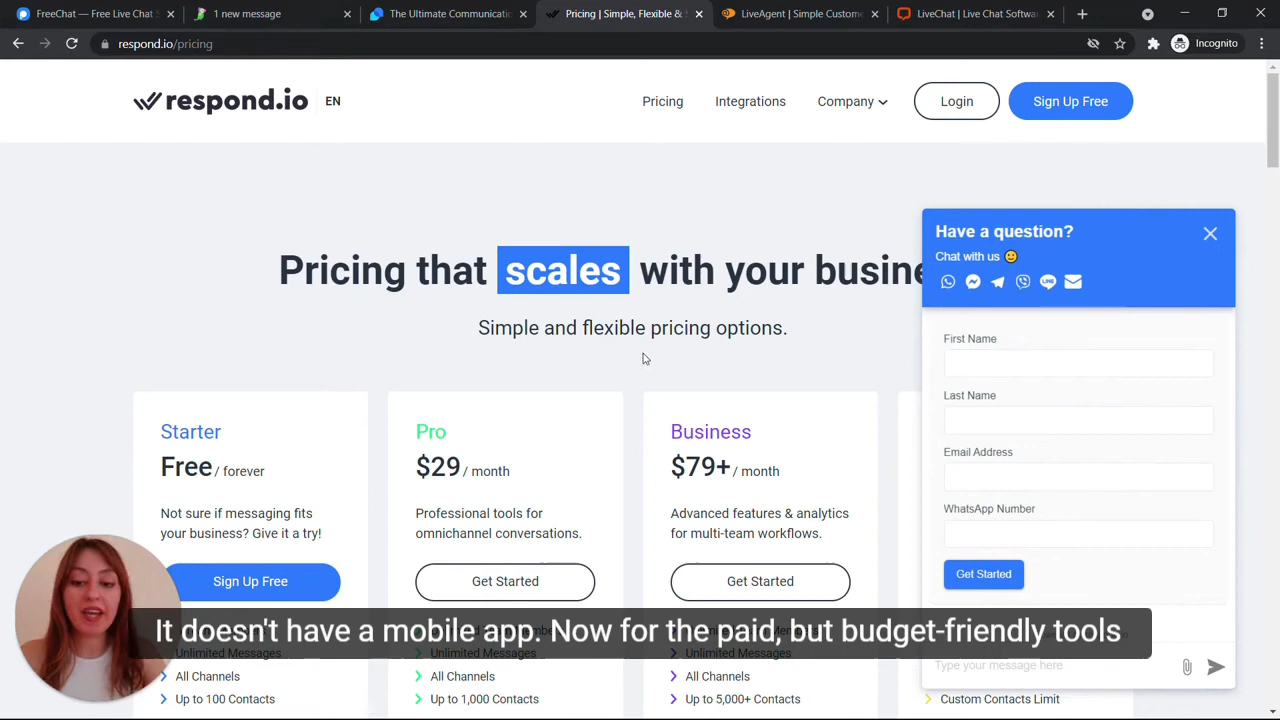 FreeChat — Free Live Chat S
1 new message
The Ultimate Communicatio
Pricing | Simple, Flexible &
LiveAgent | Simple Custome
LiveChat | Live Chat Softwa
respond.io/pricing
Incognito
respond.io
EN
Pricing
Integrations
Company
Login
Sign Up Free
Pricing that scales with your busine
Simple and flexible pricing options.
Starter
Free / forever
Not sure if messaging fits
your business? Give it a try!
Sign Up Free
Unlimited Messages
All Channels
Up to 100 Contacts
Pro
$29 / month
Professional tools for
omnichannel conversations.
Get Started
Unlimited Messages
All Channels
Up to 1,000 Contacts
Business
$79+ / month
Advanced features & analytics
for multi-team workflows.
Get Started
Unlimited Messages
All Channels
Up to 5,000+ Contacts
Custom Contacts Limit
Have a question?
Chat with us
First Name
Last Name
Email Address
WhatsApp Number
Get Started
Type your message here
It doesn't have a mobile app. Now for the paid, but budget-friendly tools